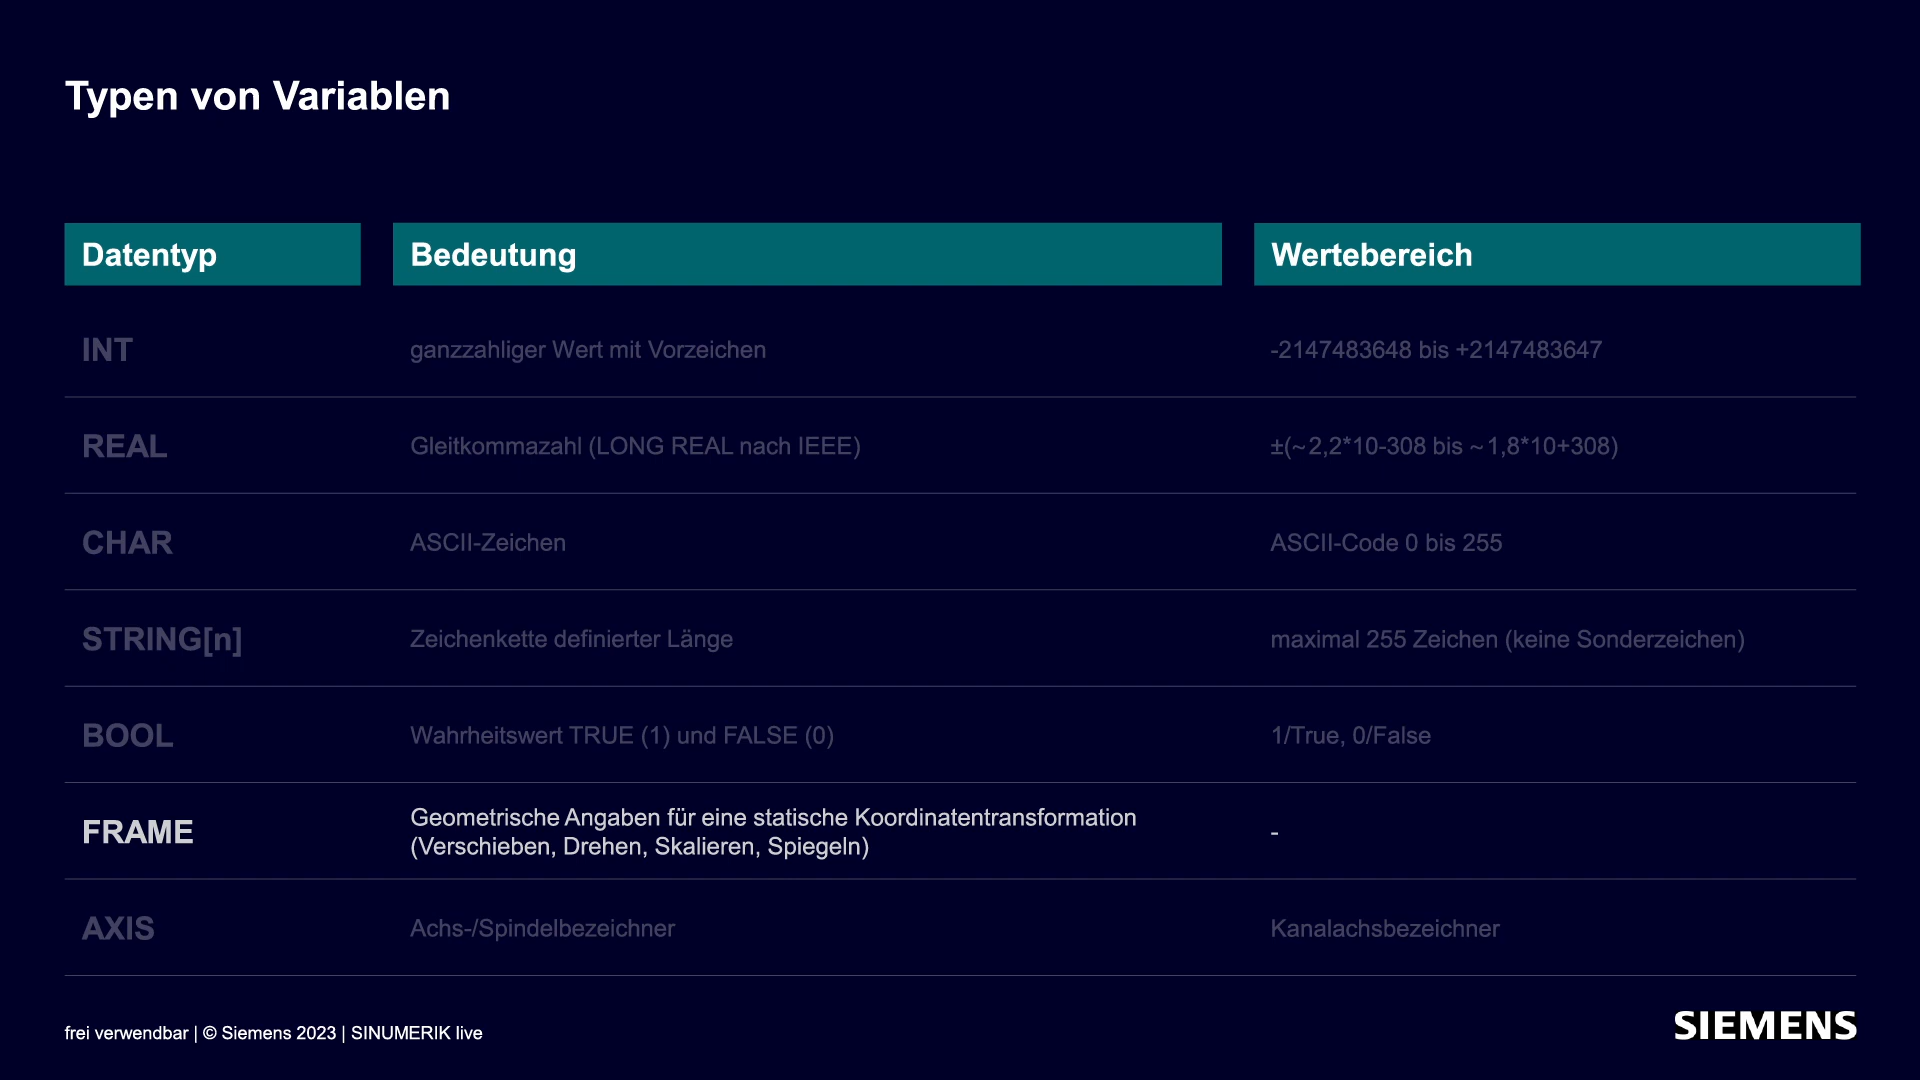 Typen von Variablen
Datentyp Bedeutung Wertebereich
INT ganzzahliger Wert mit Vorzeichen -2147483648 bis +2147483647
REAL Gleitkommazahl (LONG REAL nach IEEE) ±(~2,2*10-308 bis ~1,8*10+308)
CHAR ASCII-Zeichen ASCII-Code 0 bis 255
STRING[n] Zeichenkette definierter Länge maximal 255 Zeichen (keine Sonderzeichen)
BOOL Wahrheitswert TRUE (1) und FALSE (0) 1/True, 0/False
FRAME Geometrische Angaben für eine statische Koordinatentransformation
(Verschieben, Drehen, Skalieren, Spiegeln) -
AXIS Achs-/Spindelbezeichner Kanalachsbezeichner
frei verwendbar | © Siemens 2023 | SINUMERIK live
SIEMENS